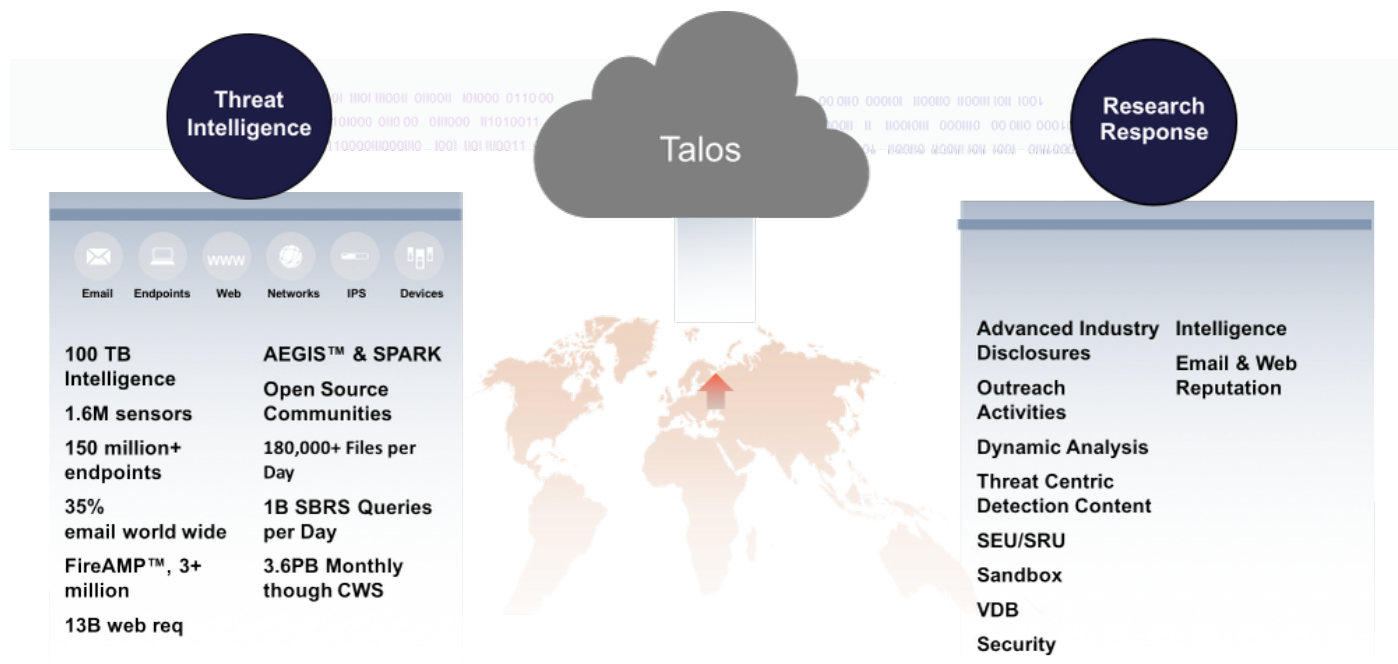 Threat
Intelligence
Talos
Research
Response
www
Email
Endpoints
Web
Networks
IPS
Devices
100 TB
Intelligence
1.6M sensors
150 million+
endpoints
35%
email world wide
FireAMP™, 3+
million
13B web req
AEGIS™ & SPARK
Open Source
Communities
180,000+ Files per
Day
1B SBRS Queries
per Day
3.6PB Monthly
though CWS
Advanced Industry
Disclosures
Outreach
Activities
Dynamic Analysis
Threat Centric
Detection Content
SEU/SRU
Sandbox
VDB
Security
Intelligence
Email & Web
Reputation